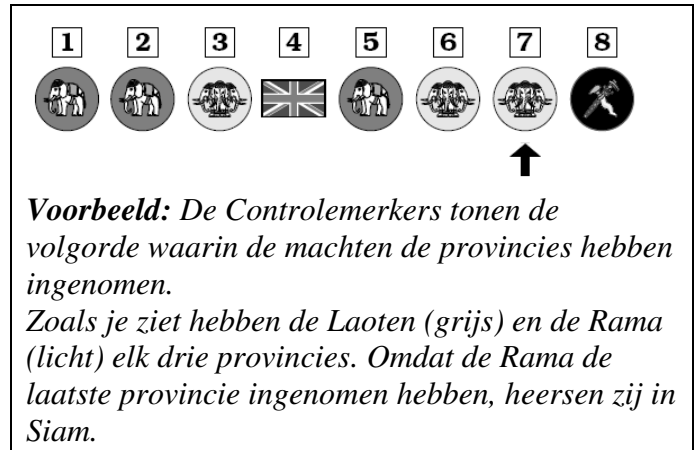 1 2 3 4 5 6 7 8
Voorbeeld: De Controlemerkers tonen de
volgorde waarin de machten de provincies hebben
ingenomen.
Zoals je ziet hebben de Laoten (grijs) en de Rama
(licht) elk drie provincies. Omdat de Rama de
laatste provincie ingenomen hebben, heersen zij in
Siam.